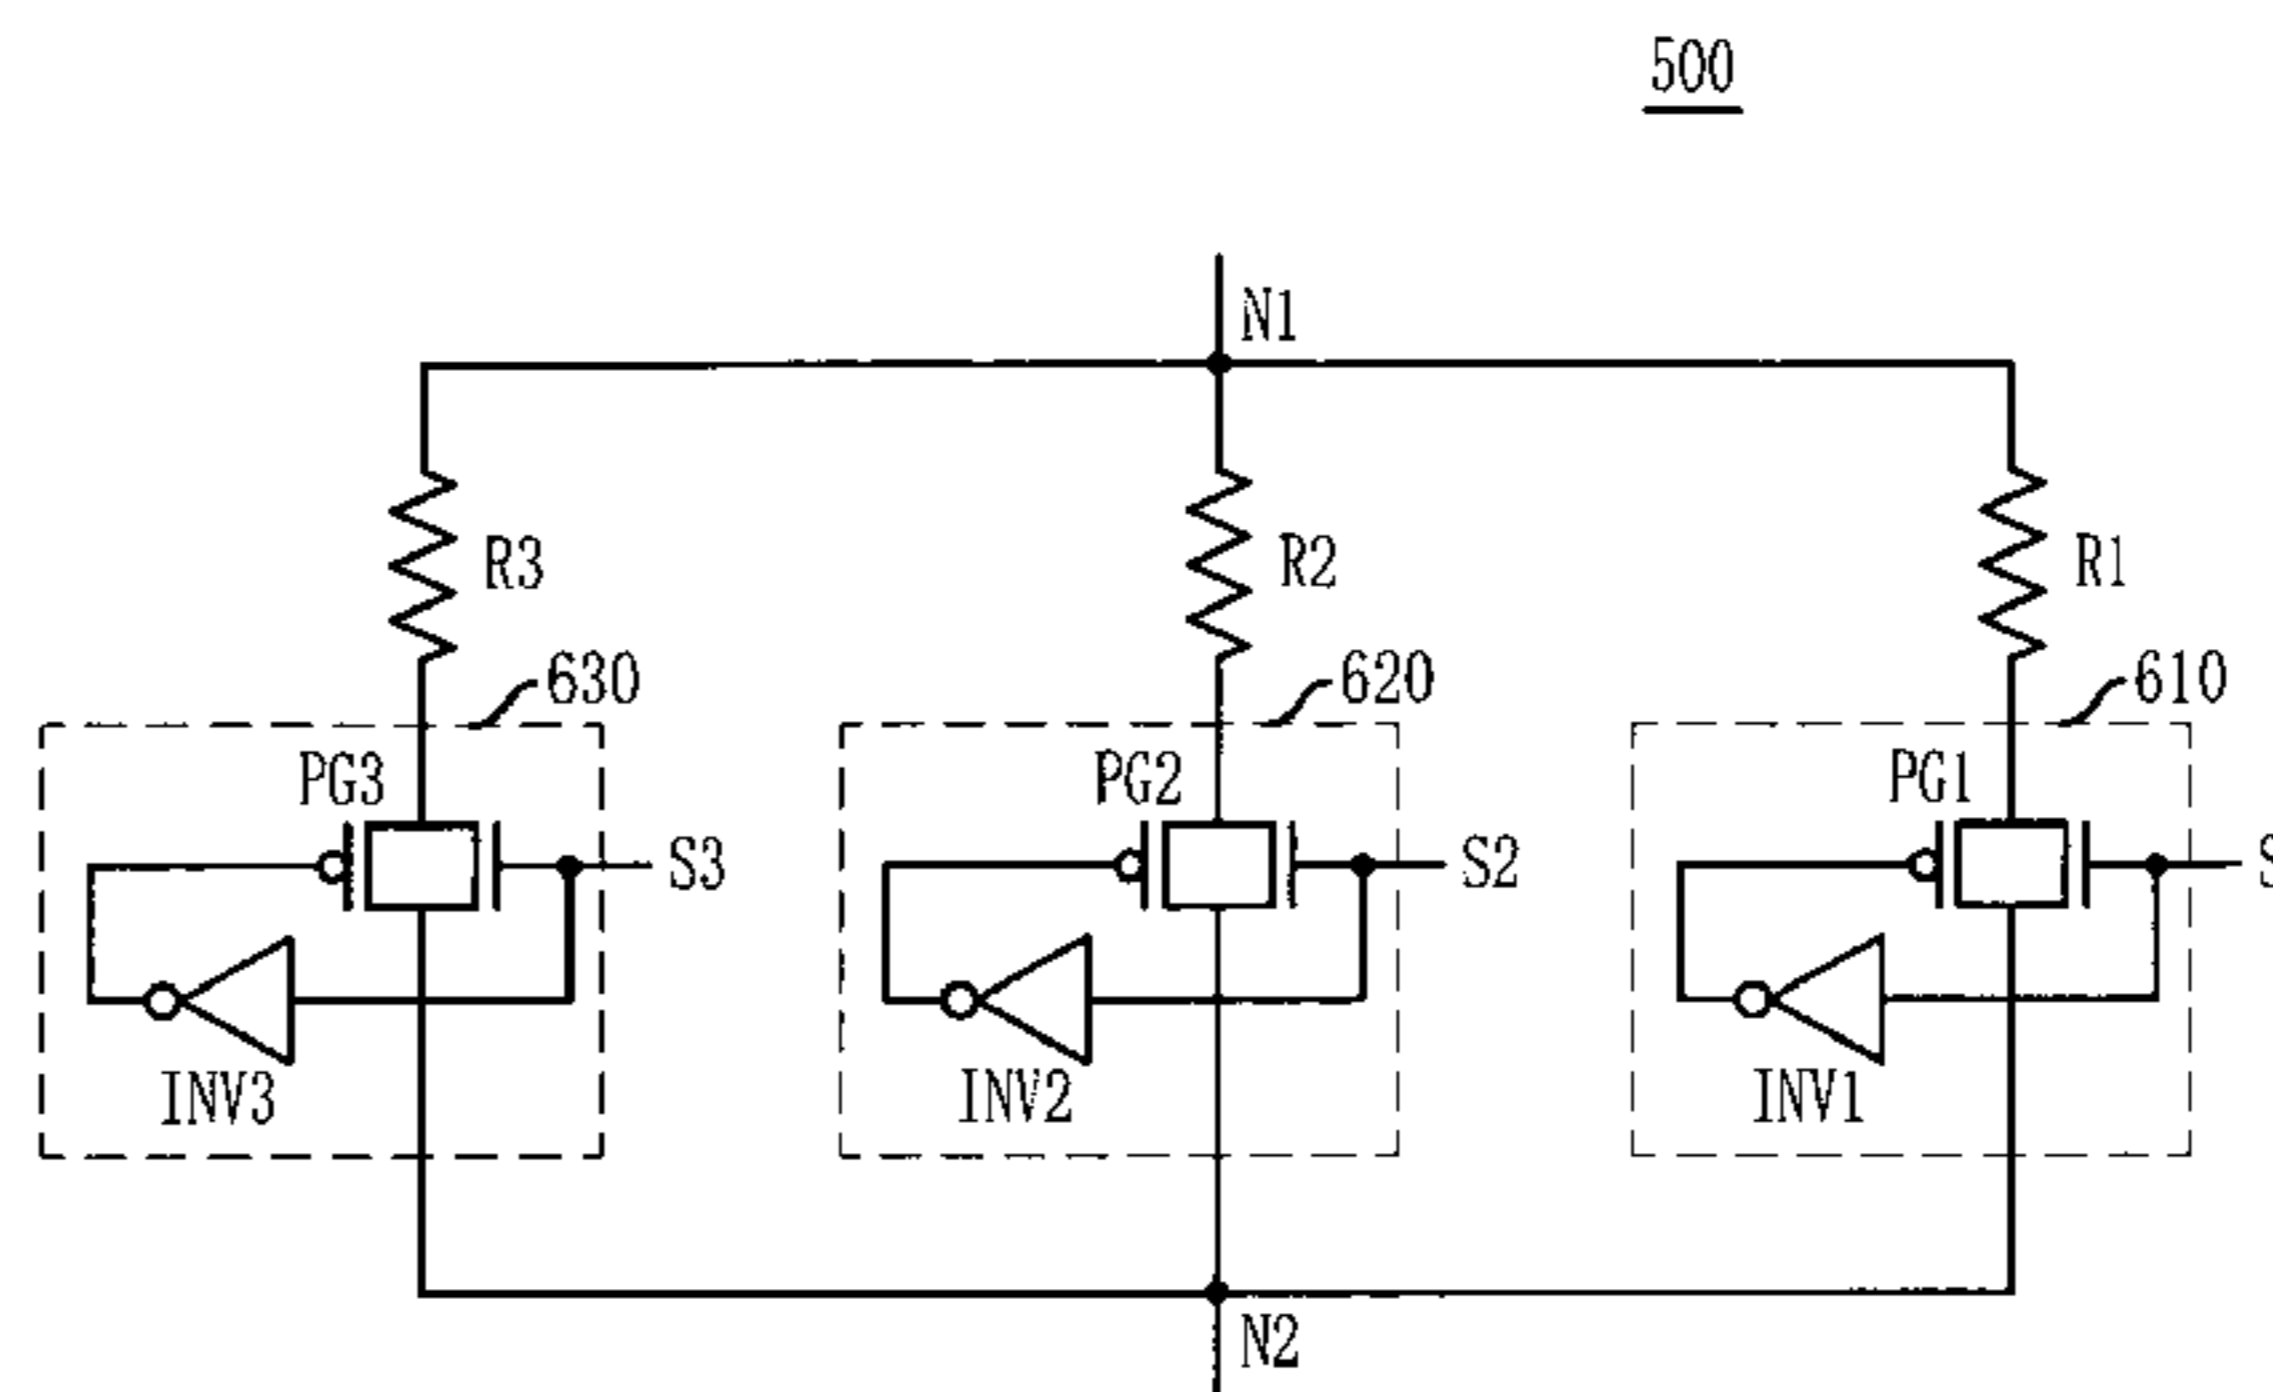 500
N1
R3
R2
R1
630
620
610
PG3
PG2
PG1
S3
S2
S
INV3
INV2
INV1
N2